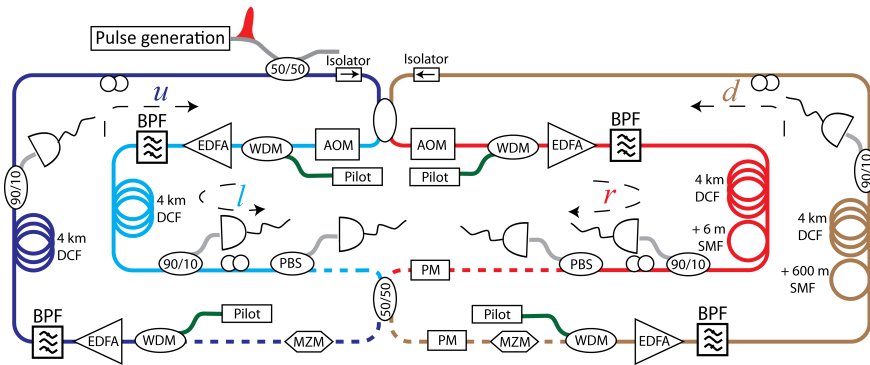 Pulse generation
50/50
Isolator
Isolator
u
d
BPF
EDFA
WDM
AOM
AOM
WDM
EDFA
BPF
Pilot
Pilot
90/10
90/10
4 km
DCF
4 km
DCF
4 km
DCF
4 km
DCF
l
r
+ 6 m
SMF
+ 600 m
SMF
90/10
PBS
PM
PBS
90/10
50/50
BPF
EDFA
WDM
Pilot
MZM
PM
MZM
Pilot
WDM
EDFA
BPF